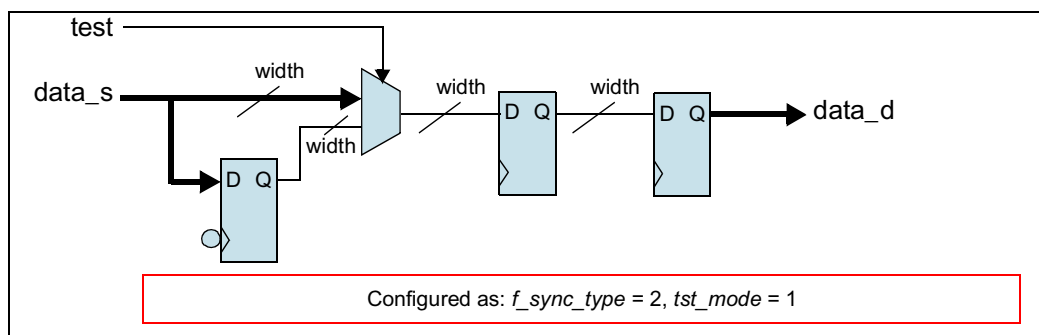 test
width
data_s
width
width
width
D Q
D Q
data_d
D Q
Configured as: f_sync_type = 2, tst_mode = 1